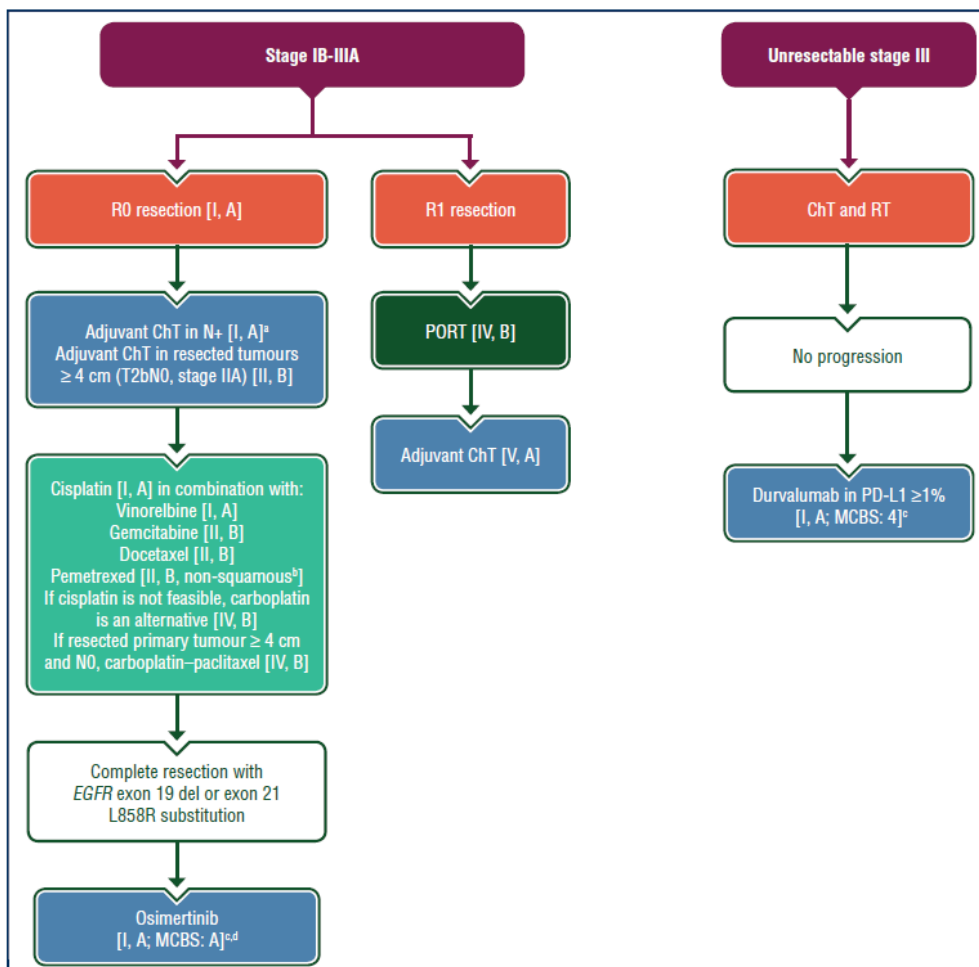 Stage IB-IIIA
R0 resection [I, A]
Adjuvant ChT in N+ [I, A]ᵃ
Adjuvant ChT in resected tumours
≥ 4 cm (T2bN0, stage IIA) [II, B]
Cisplatin [I, A] in combination with:
Vinorelbine [I, A]
Gemcitabine [II, B]
Docetaxel [II, B]
Pemetrexed [II, B, non-squamousᵇ]
If cisplatin is not feasible, carboplatin
is an alternative [IV, B]
If resected primary tumour ≥ 4 cm
and N0, carboplatin–paclitaxel [IV, B]
Complete resection with
EGFR exon 19 del or exon 21
L858R substitution
Osimertinib
[I, A; MCBS: A]ᶜ,ᵈ
R1 resection
PORT [IV, B]
Adjuvant ChT [V, A]
Unresectable stage III
ChT and RT
No progression
Durvalumab in PD-L1 ≥1%
[I, A; MCBS: 4]ᶜ